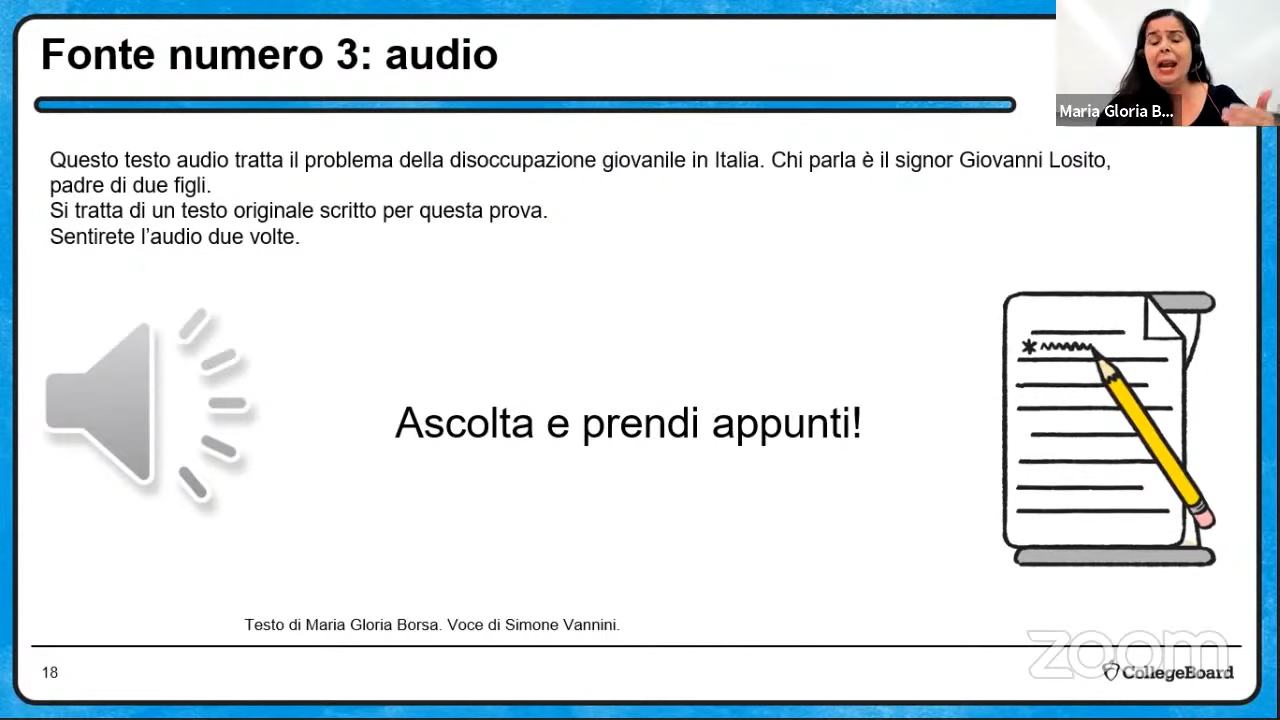 Fonte numero 3: audio
Maria Gloria B...
Questo testo audio tratta il problema della disoccupazione giovanile in Italia. Chi parla è il signor Giovanni Losito,
padre di due figli.
Si tratta di un testo originale scritto per questa prova.
Sentirete l’audio due volte.
Ascolta e prendi appunti!
Testo di Maria Gloria Borsa. Voce di Simone Vannini.
zoom
18
CollegeBoard